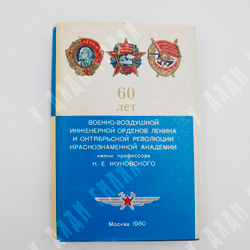 60
лет
ВОЕННО-ВОЗДУШНОЙ
ИНЖЕНЕРНОЙ ОРДЕНОВ ЛЕНИНА
И ОКТЯБРЬСКОЙ РЕВОЛЮЦИИ
КРАСНОЗНАМЕННОЙ АКАДЕМИИ
имени профессора
Н. Е. ЖУКОВСКОГО
Москва 1980